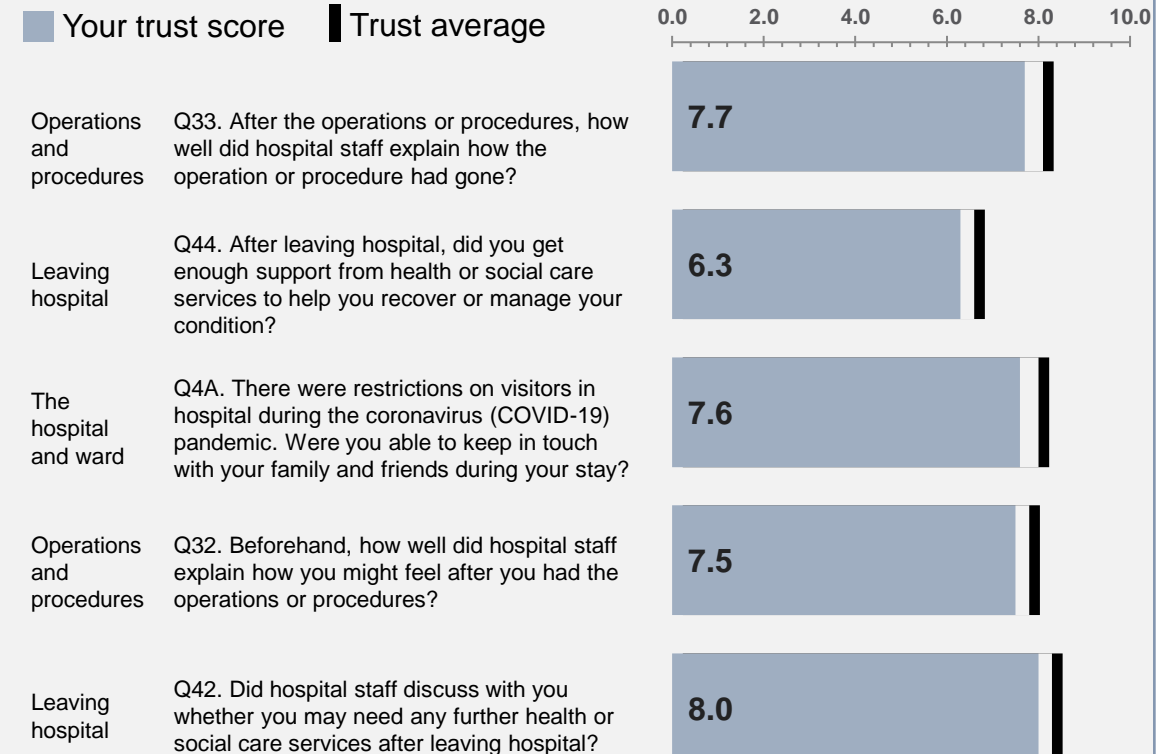 Your trust score Trust average
0.0 2.0 4.0 6.0 8.0 10.0
Operations
and
procedures
Q33. After the operations or procedures, how
well did hospital staff explain how the
operation or procedure had gone?
7.7
Leaving
hospital
Q44. After leaving hospital, did you get
enough support from health or social care
services to help you recover or manage your
condition?
6.3
The
hospital
and ward
Q4A. There were restrictions on visitors in
hospital during the coronavirus (COVID-19)
pandemic. Were you able to keep in touch
with your family and friends during your stay?
7.6
Operations
and
procedures
Q32. Beforehand, how well did hospital staff
explain how you might feel after you had the
operations or procedures?
7.5
Leaving
hospital
Q42. Did hospital staff discuss with you
whether you may need any further health or
social care services after leaving hospital?
8.0